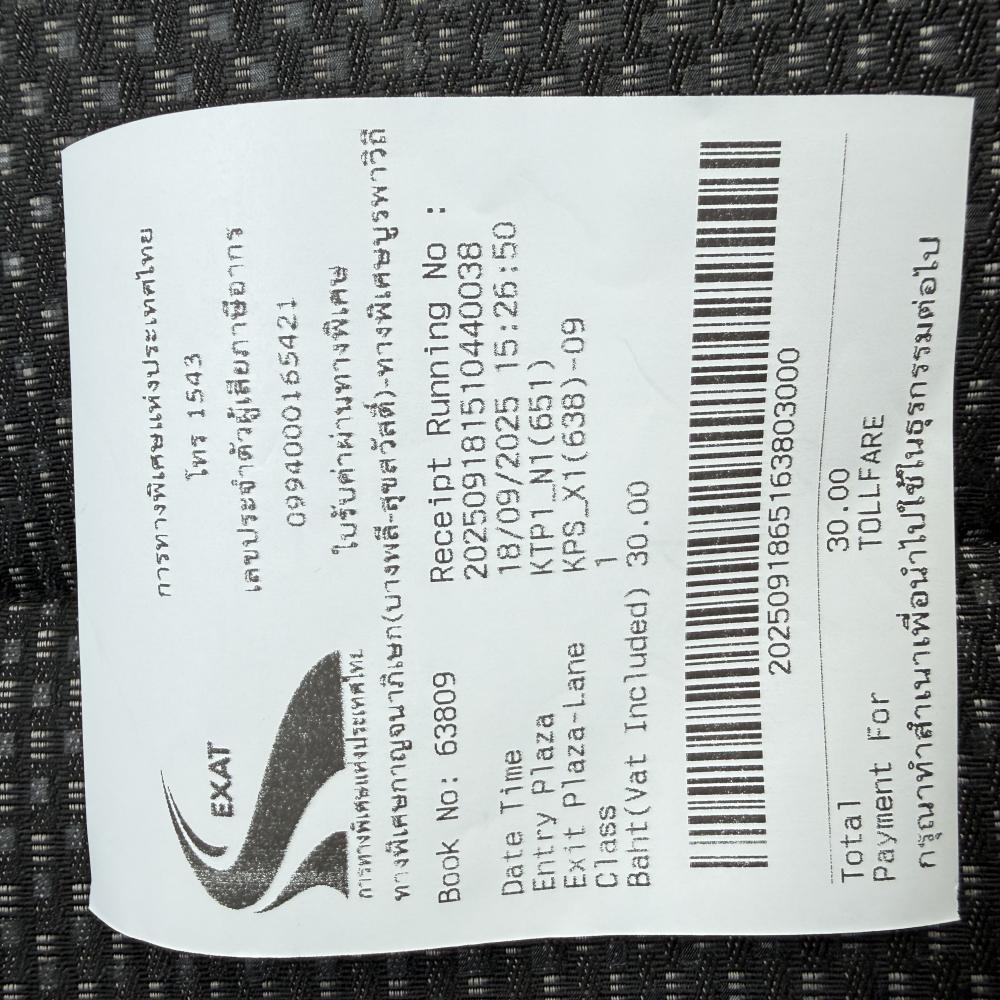 EXAT
การทางพิเศษแห่งประเทศไทย
การทางพิเศษแห่งประเทศไทย
โทร 1543
เลขประจำตัวผู้เสียภาษีอากร
0994000165421
ใบรับค่าผ่านทางพิเศษ
ทางพิเศษกาญจนาภิเษก(บางพลี-สุขสวัสดิ์)-ทางพิเศษบูรพาวิถี
Book No: 63809 Receipt Running No :
202509181510440038
Date Time 18/09/2025 15:26:50
Entry Plaza KTP1_N1(651)
Exit Plaza-Lane KPS_X1(638)-09
Class 1
Baht(Vat Included) 30.00
2025091865163803000
Total 30.00
Payment For TOLLFARE
กรุณาทำสำเนาเพื่อนำไปใช้ในธุรกรรมต่อไป